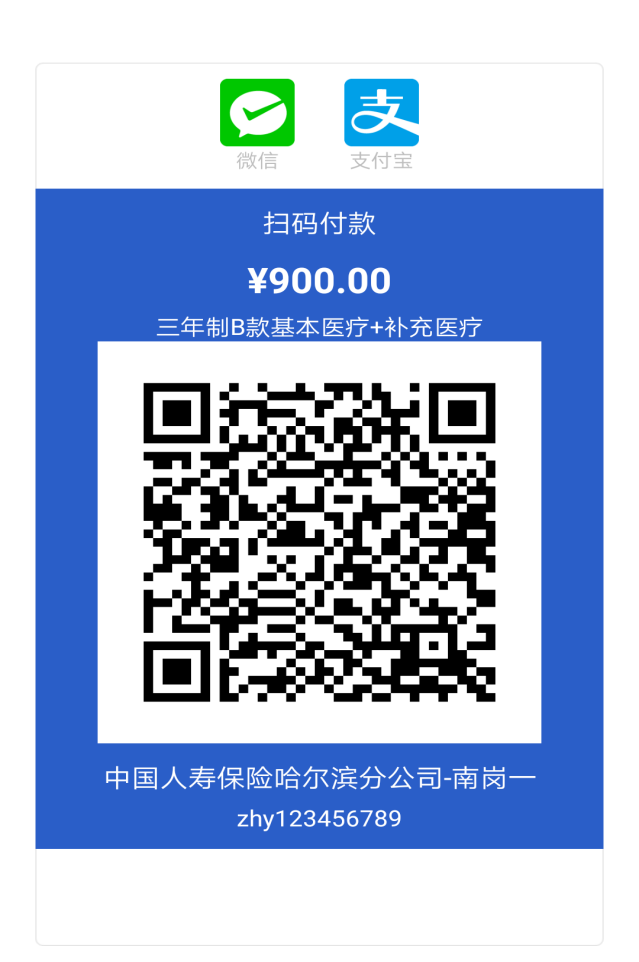 微信 支付宝
扫码付款
¥900.00
三年制B款基本医疗+补充医疗
中国人寿保险哈尔滨分公司-南岗一
zhy123456789